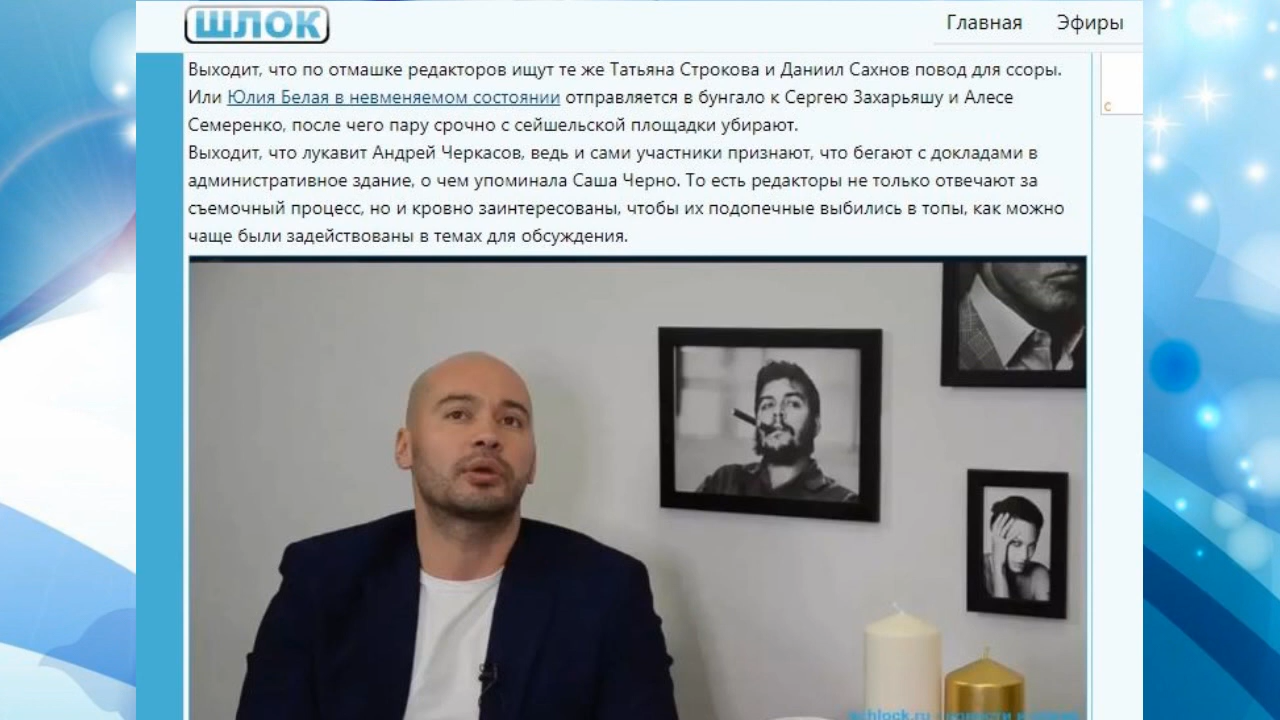 ШЛОК
Главная Эфиры
Выходит, что по отмашке редакторов ищут те же Татьяна Строкова и Даниил Сахнов повод для ссоры.
Или Юлия Белая в невменяемом состоянии отправляется в бунгало к Сергею Захарьяшу и Алесе
Семеренко, после чего пару срочно с сейшельской площадки убирают.
Выходит, что лукавит Андрей Черкасов, ведь и сами участники признают, что бегают с докладами в
административное здание, о чем упоминала Саша Черно. То есть редакторы не только отвечают за
съемочный процесс, но и кровно заинтересованы, чтобы их подопечные выбились в топы, как можно
чаще были задействованы в темах для обсуждения.